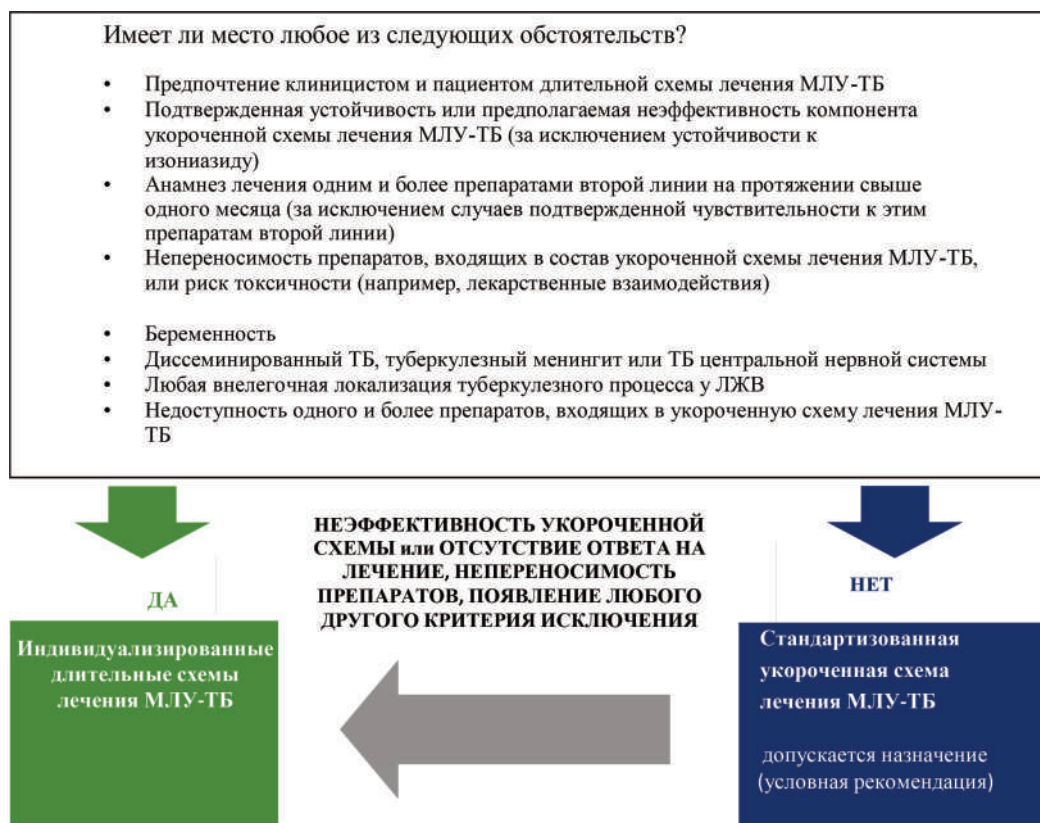 Имеет ли место любое из следующих обстоятельств?
• Предпочтение клиницистом и пациентом длительной схемы лечения МЛУ-ТБ
• Подтвержденная устойчивость или предполагаемая неэффективность компонента
укороченной схемы лечения МЛУ-ТБ (за исключением устойчивости к
изониазиду)
• Анамнез лечения одним и более препаратами второй линии на протяжении свыше
одного месяца (за исключением случаев подтвержденной чувствительности к этим
препаратам второй линии)
• Непереносимость препаратов, входящих в состав укороченной схемы лечения МЛУ-ТБ,
или риск токсичности (например, лекарственные взаимодействия)
• Беременность
• Диссеминированный ТБ, туберкулезный менингит или ТБ центральной нервной системы
• Любая внелегочная локализация туберкулезного процесса у ЛЖВ
• Недоступность одного и более препаратов, входящих в укороченную схему лечения МЛУ-
ТБ
НЕЭФФЕКТИВНОСТЬ УКОРОЧЕННОЙ
СХЕМЫ или ОТСУТСТВИЕ ОТВЕТА НА
ЛЕЧЕНИЕ, НЕПЕРЕНОСИМОСТЬ
ПРЕПАРАТОВ, ПОЯВЛЕНИЕ ЛЮБОГО
ДРУГОГО КРИТЕРИЯ ИСКЛЮЧЕНИЯ
ДА
Индивидуализированные
длительные схемы
лечения МЛУ-ТБ
НЕТ
Стандартизованная
укороченная схема
лечения МЛУ-ТБ
допускается назначение
(условная рекомендация)